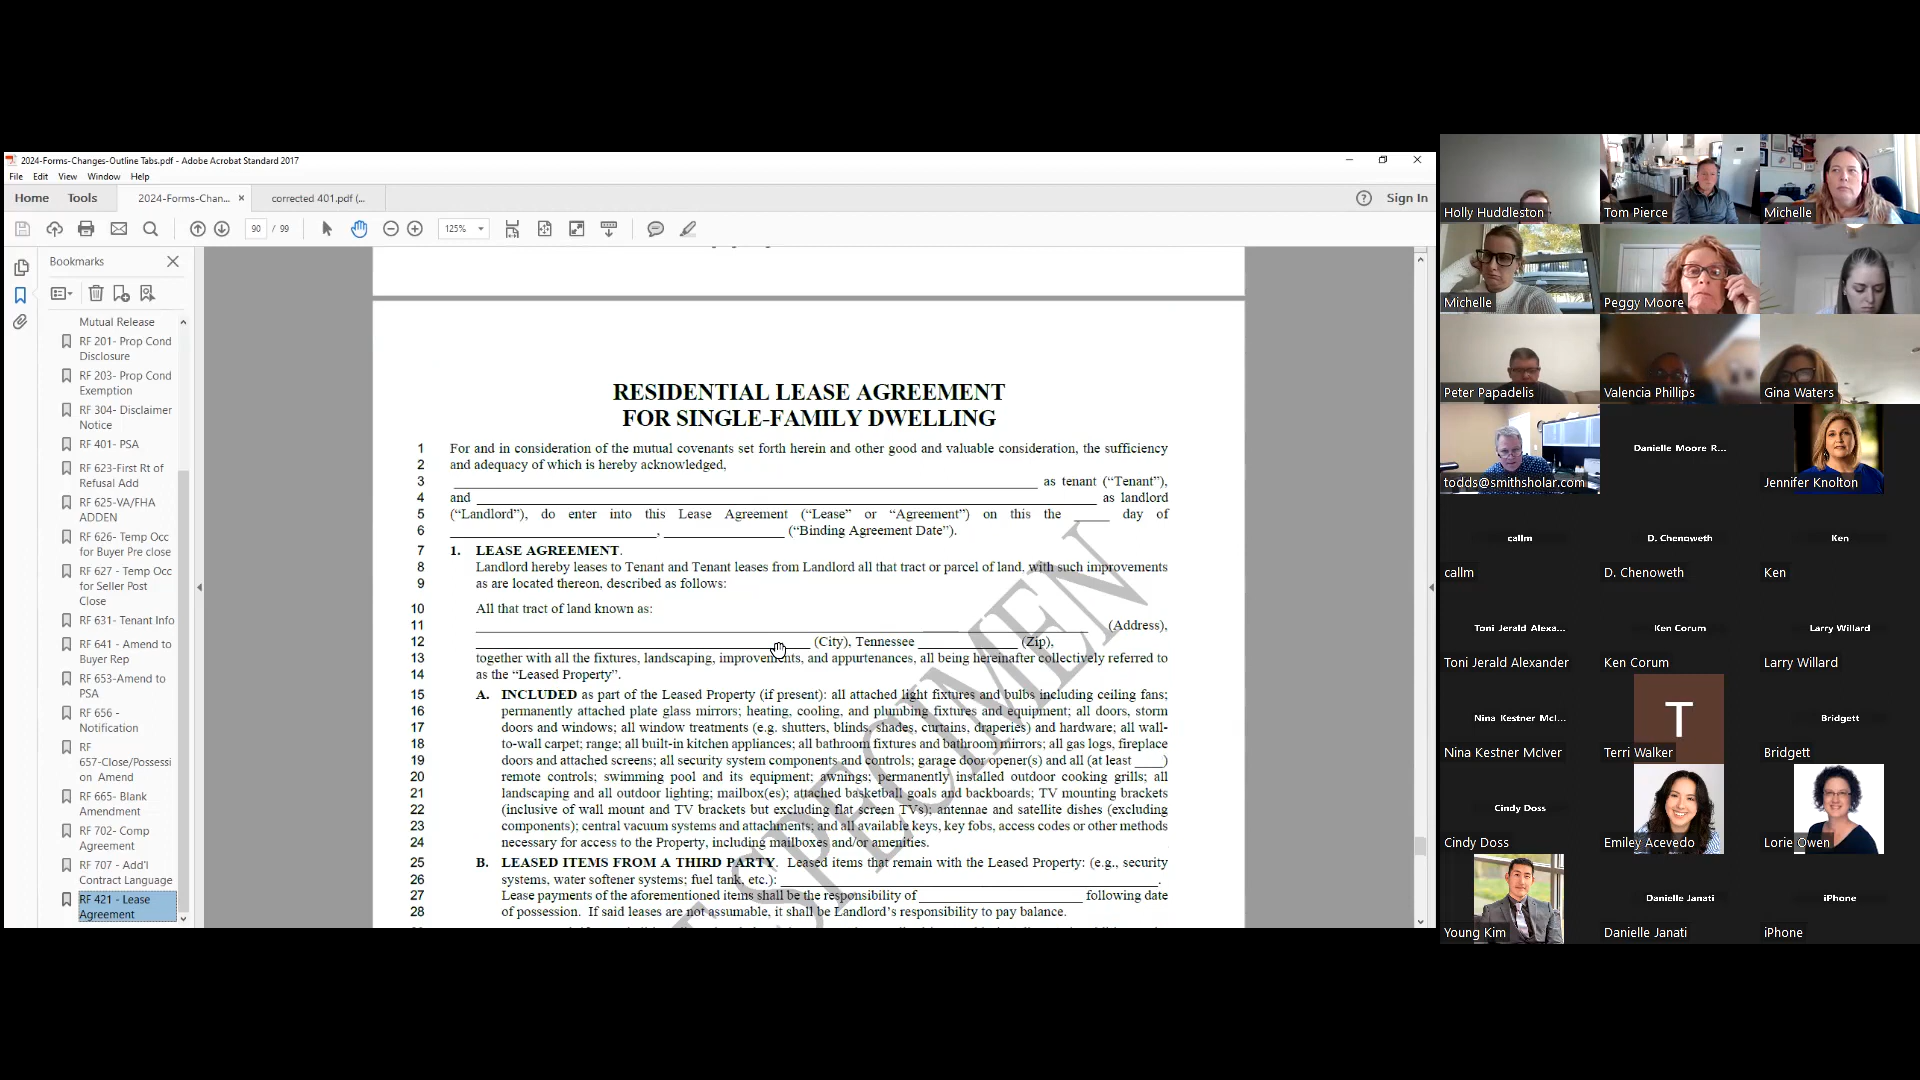 2024-Forms-Changes-Outline Tabs.pdf - Adobe Acrobat Standard 2017
File Edit View Window Help
Home Tools 2024-Forms-Chan... × corrected 401.pdf (... Sign In
90 / 99 125%
Bookmarks
Mutual Release
RF 201- Prop Cond
Disclosure
RF 203- Prop Cond
Exemption
RF 304- Disclaimer
Notice
RF 401- PSA
RF 623-First Rt of
Refusal Add
RF 625-VA/FHA
ADDEN
RF 626- Temp Occ
for Buyer Pre close
RF 627 - Temp Occ
for Seller Post
Close
RF 631- Tenant Info
RF 641 - Amend to
Buyer Rep
RF 653-Amend to
PSA
RF 656 -
Notification
RF
657-Close/Possessi
on Amend
RF 665- Blank
Amendment
RF 702- Comp
Agreement
RF 707 - Add'l
Contract Language
RF 421 - Lease
Agreement
RESIDENTIAL LEASE AGREEMENT
FOR SINGLE-FAMILY DWELLING
1 For and in consideration of the mutual covenants set forth herein and other good and valuable consideration, the sufficiency
2 and adequacy of which is hereby acknowledged,
3 ____ as tenant (“Tenant”),
4 and ____ as landlord
5 (“Landlord”), do enter into this Lease Agreement (“Lease” or “Agreement”) on this the ____ day of
6 ____, ____ (“Binding Agreement Date”).
7 1. LEASE AGREEMENT.
8 Landlord hereby leases to Tenant and Tenant leases from Landlord all that tract or parcel of land, with such improvements
9 as are located thereon, described as follows:
10 All that tract of land known as:
11 ____ (Address),
12 ____ (City), Tennessee ____ (Zip),
13 together with all the fixtures, landscaping, improvements, and appurtenances, all being hereinafter collectively referred to
14 as the “Leased Property”.
15 A. INCLUDED as part of the Leased Property (if present): all attached light fixtures and bulbs including ceiling fans;
16 permanently attached plate glass mirrors; heating, cooling, and plumbing fixtures and equipment; all doors, storm
17 doors and windows; all window treatments (e.g. shutters, blinds, shades, curtains, draperies) and hardware; all wall-
18 to-wall carpet; range; all built-in kitchen appliances; all bathroom fixtures and bathroom mirrors; all gas logs, fireplace
19 doors and attached screens; all security system components and controls; garage door opener(s) and all (at least ____)
20 remote controls; swimming pool and its equipment; awnings; permanently installed outdoor cooking grills; all
21 landscaping and all outdoor lighting; mailbox(es); attached basketball goals and backboards; TV mounting brackets
22 (inclusive of wall mount and TV brackets but excluding flat screen TVs); antennae and satellite dishes (excluding
23 components); central vacuum systems and attachments; and all available keys, key fobs, access codes or other methods
24 necessary for access to the Property, including mailboxes and/or amenities.
25 B. LEASED ITEMS FROM A THIRD PARTY. Leased items that remain with the Leased Property: (e.g., security
26 systems, water softener systems; fuel tank, etc.): ____.
27 Lease payments of the aforementioned items shall be the responsibility of ____ following date
28 of possession. If said leases are not assumable, it shall be Landlord’s responsibility to pay balance.
SPECIMEN
Holly Huddleston
Tom Pierce
Michelle
Michelle
Peggy Moore
Peter Papadelis
Valencia Phillips
Gina Waters
todds@smithsholar.com
Danielle Moore R...
Jennifer Knolton
callm
callm
D. Chenoweth
D. Chenoweth
Ken
Ken
Toni Jerald Alexa...
Toni Jerald Alexander
Ken Corum
Ken Corum
Larry Willard
Larry Willard
Nina Kestner McI...
Nina Kestner McIver
T
Terri Walker
Bridgett
Bridgett
Cindy Doss
Cindy Doss
Emiley Acevedo
Lorie Owen
Young Kim
Danielle Janati
Danielle Janati
iPhone
iPhone